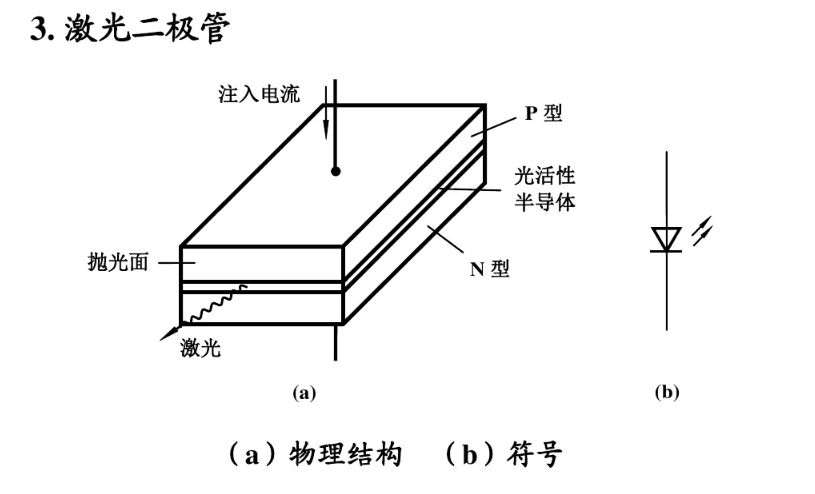 3. 激光二极管
注入电流
P 型
光活性
半导体
抛光面
N 型
激光
(a)
(b)
（a）物理结构 （b）符号